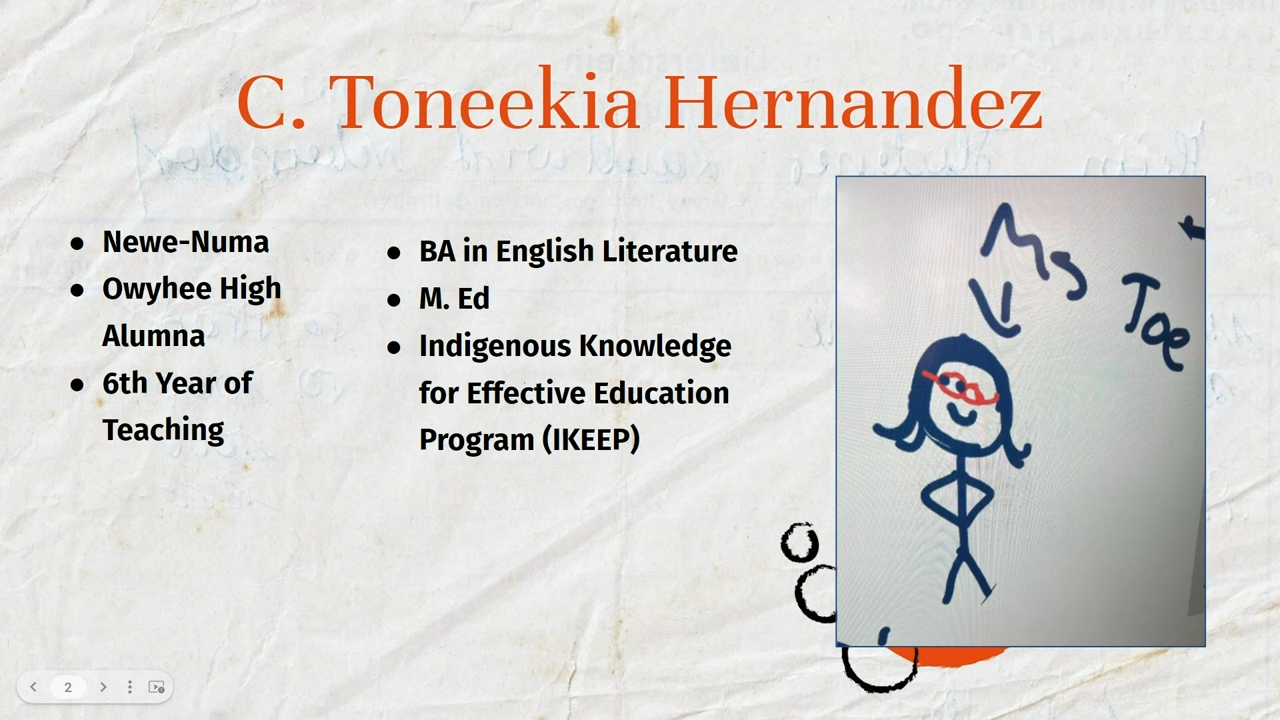 C. Toneekia Hernandez
● Newe-Numa
● Owyhee High
Alumna
● 6th Year of
Teaching
● BA in English Literature
● M. Ed
● Indigenous Knowledge
for Effective Education
Program (IKEEP)
Ms
Toe
2